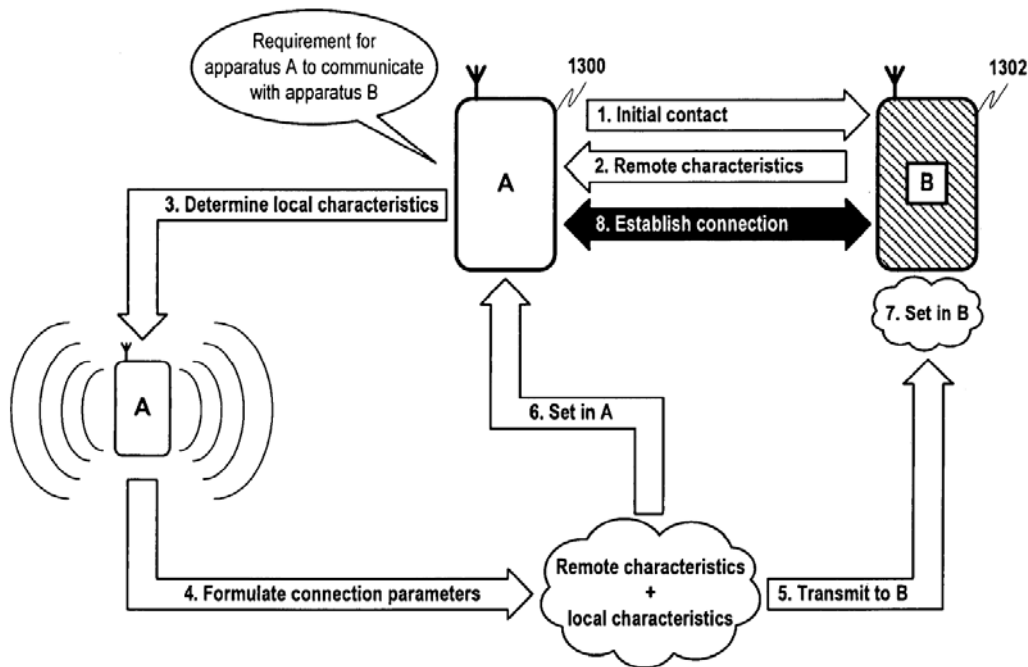 Requirement for
apparatus A to communicate
with apparatus B
1300
1302
1. Initial contact
2. Remote characteristics
A
B
3. Determine local characteristics
8. Establish connection
7. Set in B
A
6. Set in A
Remote characteristics
+
local characteristics
4. Formulate connection parameters
5. Transmit to B